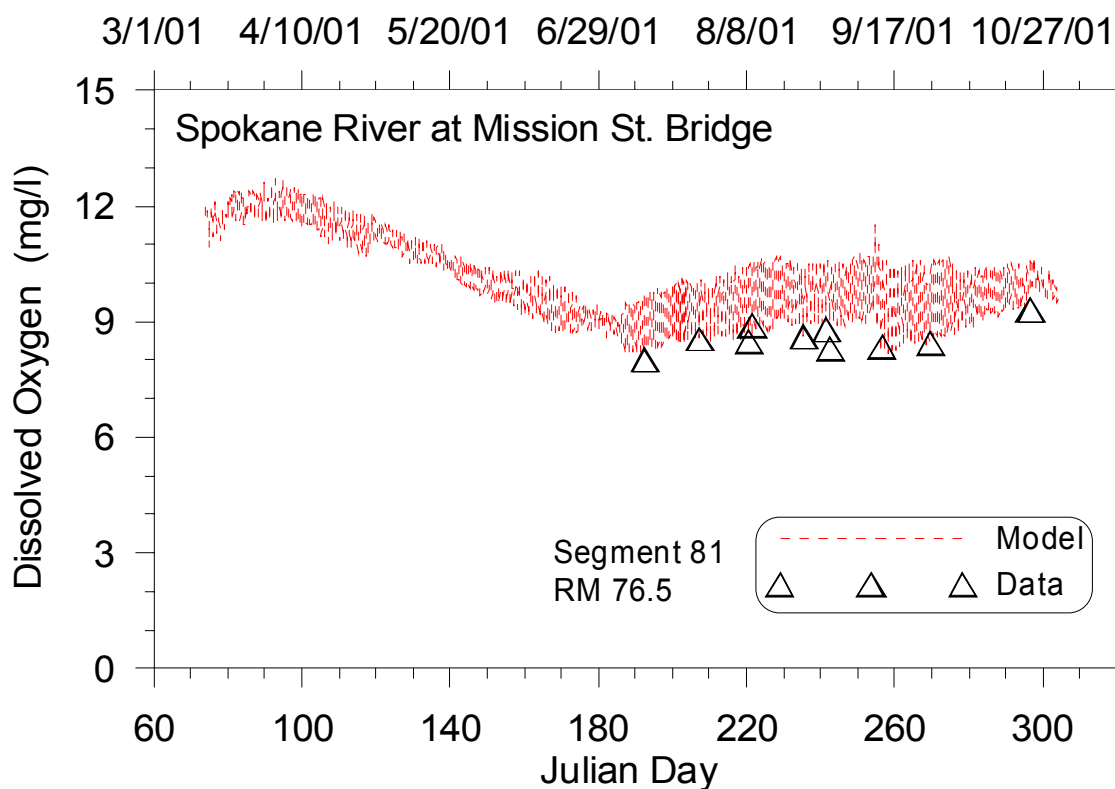 3/1/01 4/10/01 5/20/01 6/29/01 8/8/01 9/17/01 10/27/01
15
Spokane River at Mission St. Bridge
12
9
6
3
0
Dissolved Oxygen (mg/l)
Segment 81
RM 76.5
Model
Data
60 100 140 180 220 260 300
Julian Day